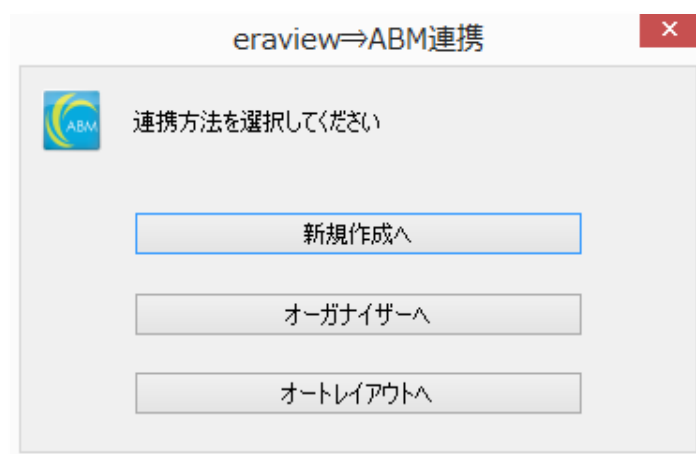 eraview⇒ABM連携
ABM
連携方法を選択してください
新規作成へ
オーガナイザーへ
オートレイアウトへ